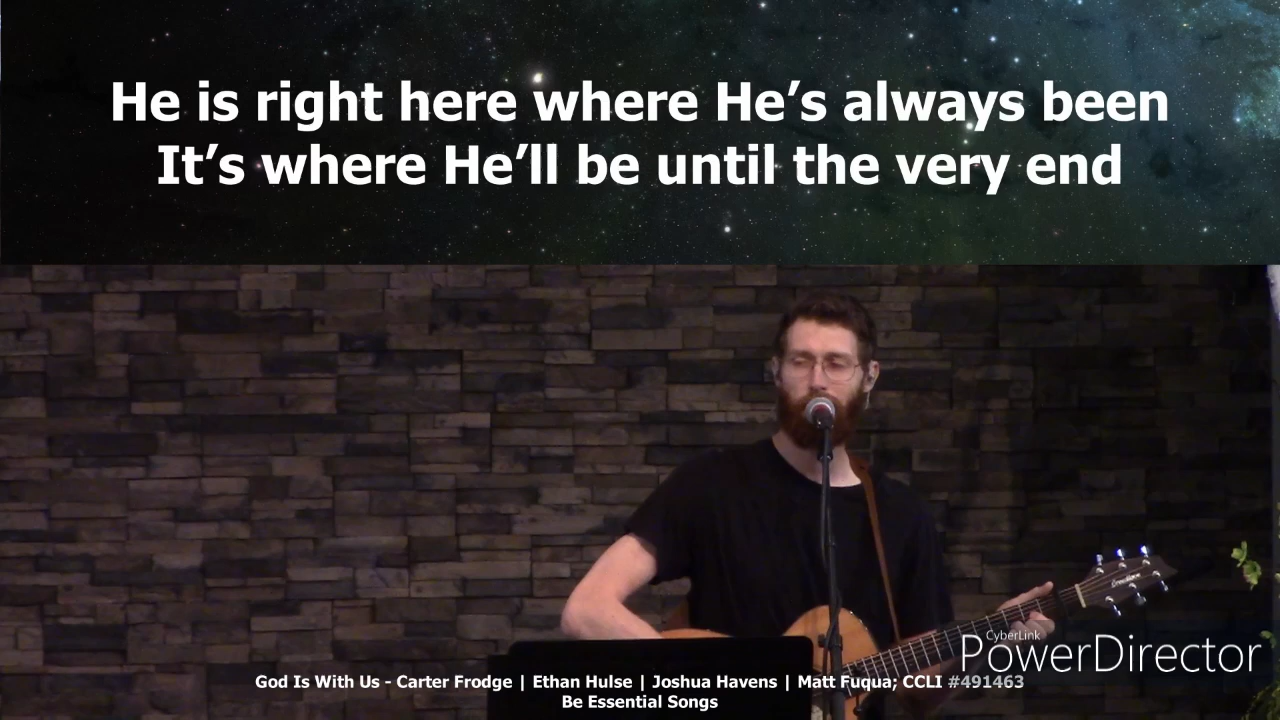 He is right here where He’s always been
It’s where He’ll be until the very end
CyberLink
PowerDirector
God Is With Us - Carter Frodge | Ethan Hulse | Joshua Havens | Matt Fuqua; CCLI #491463
Be Essential Songs